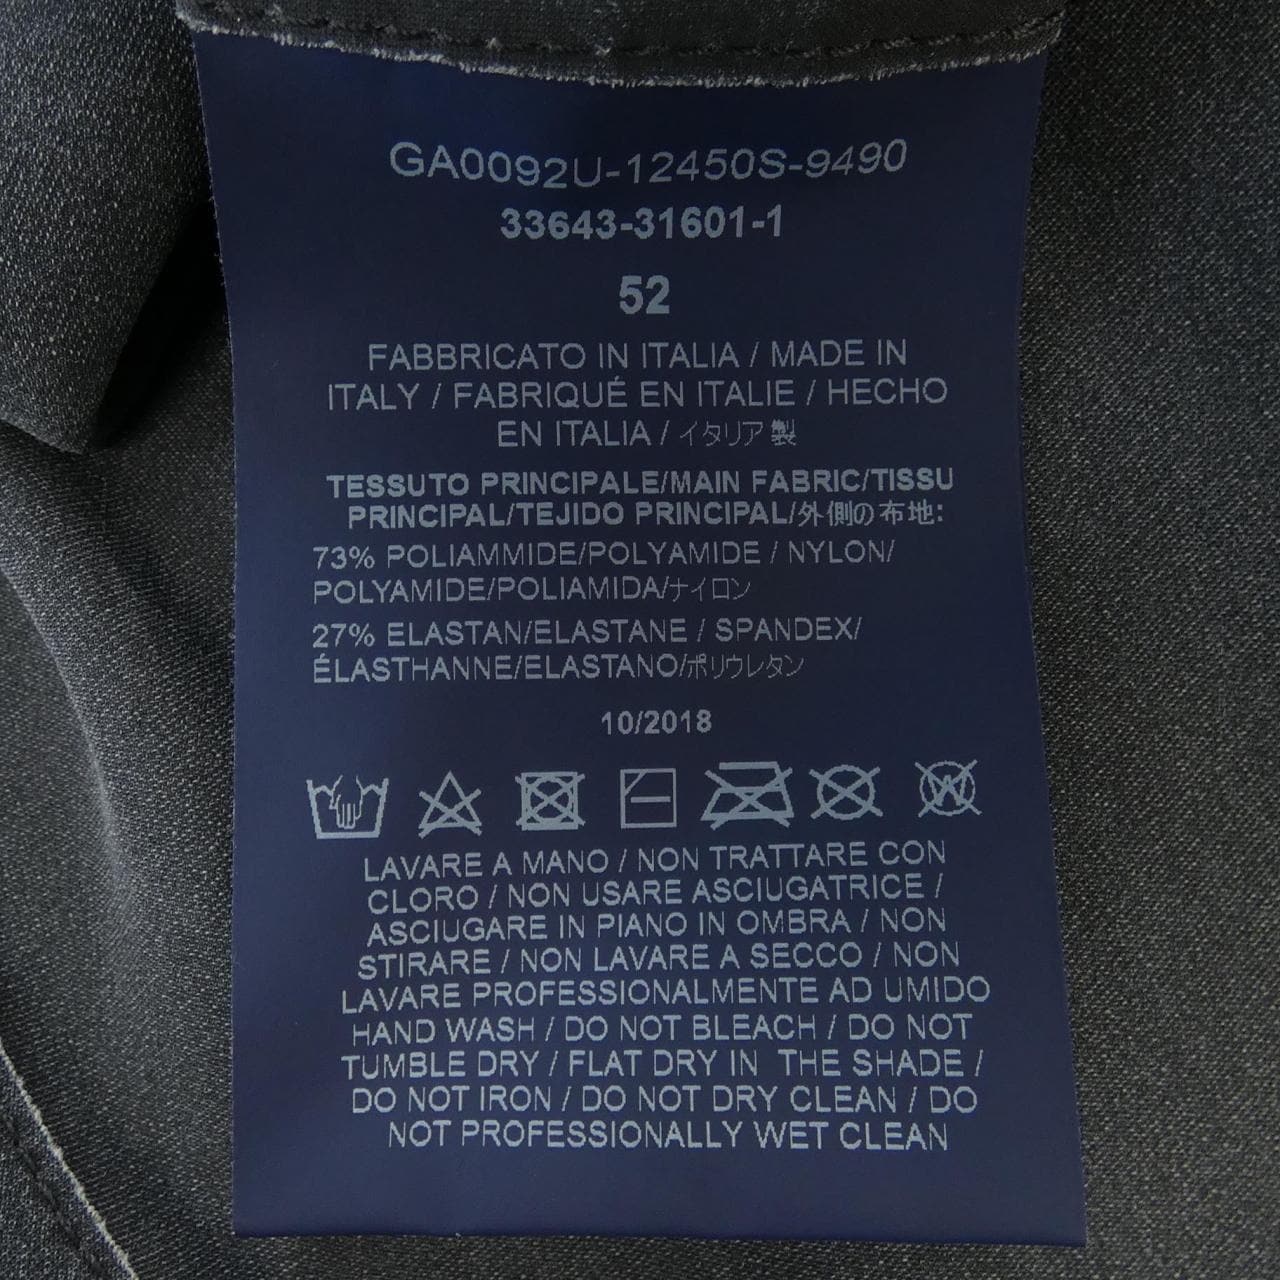 GA0092U-12450S-9490
33643-31601-1
52
FABBRICATO IN ITALIA / MADE IN
ITALY / FABRIQUÉ EN ITALIE / HECHO
EN ITALIA / イタリア製
TESSUTO PRINCIPALE/MAIN FABRIC/TISSU
PRINCIPAL/TEJIDO PRINCIPAL/外側の布地:
73% POLIAMMIDE/POLYAMIDE / NYLON/
POLYAMIDE/POLIAMIDA/ナイロン
27% ELASTAN/ELASTANE / SPANDEX/
ÉLASTHANNE/ELASTANO/ポリウレタン
10/2018
W
LAVARE A MANO / NON TRATTARE CON
CLORO / NON USARE ASCIUGATRICE /
ASCIUGARE IN PIANO IN OMBRA / NON
STIRARE / NON LAVARE A SECCO / NON
LAVARE PROFESSIONALMENTE AD UMIDO
HAND WASH / DO NOT BLEACH / DO NOT
TUMBLE DRY / FLAT DRY IN THE SHADE /
DO NOT IRON / DO NOT DRY CLEAN / DO
NOT PROFESSIONALLY WET CLEAN